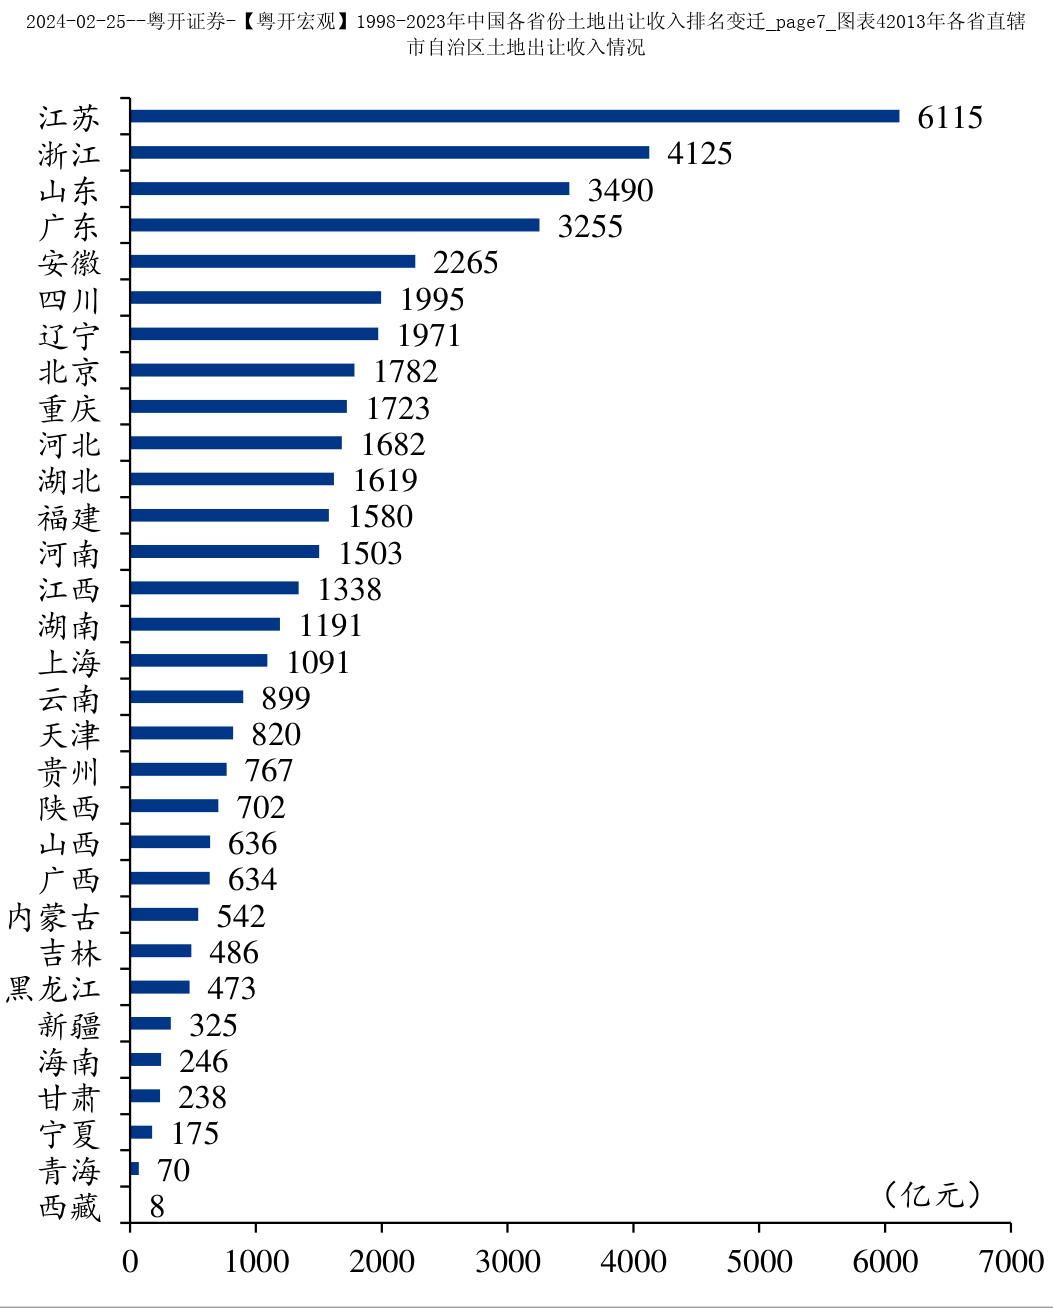 2024-02-25--粤开证券-【粤开宏观】1998-2023年中国各省份土地出让收入排名变迁_page7_图表42013年各省直辖
市自治区土地出让收入情况
江苏 6115
浙江 4125
山东 3490
广东 3255
安徽 2265
四川 1995
辽宁 1971
北京 1782
重庆 1723
河北 1682
湖北 1619
福建 1580
河南 1503
江西 1338
湖南 1191
上海 1091
云南 899
天津 820
贵州 767
陕西 702
山西 636
广西 634
内蒙古 542
吉林 486
黑龙江 473
新疆 325
海南 246
甘肃 238
宁夏 175
青海 70
西藏 8
（亿元）
0 1000 2000 3000 4000 5000 6000 7000